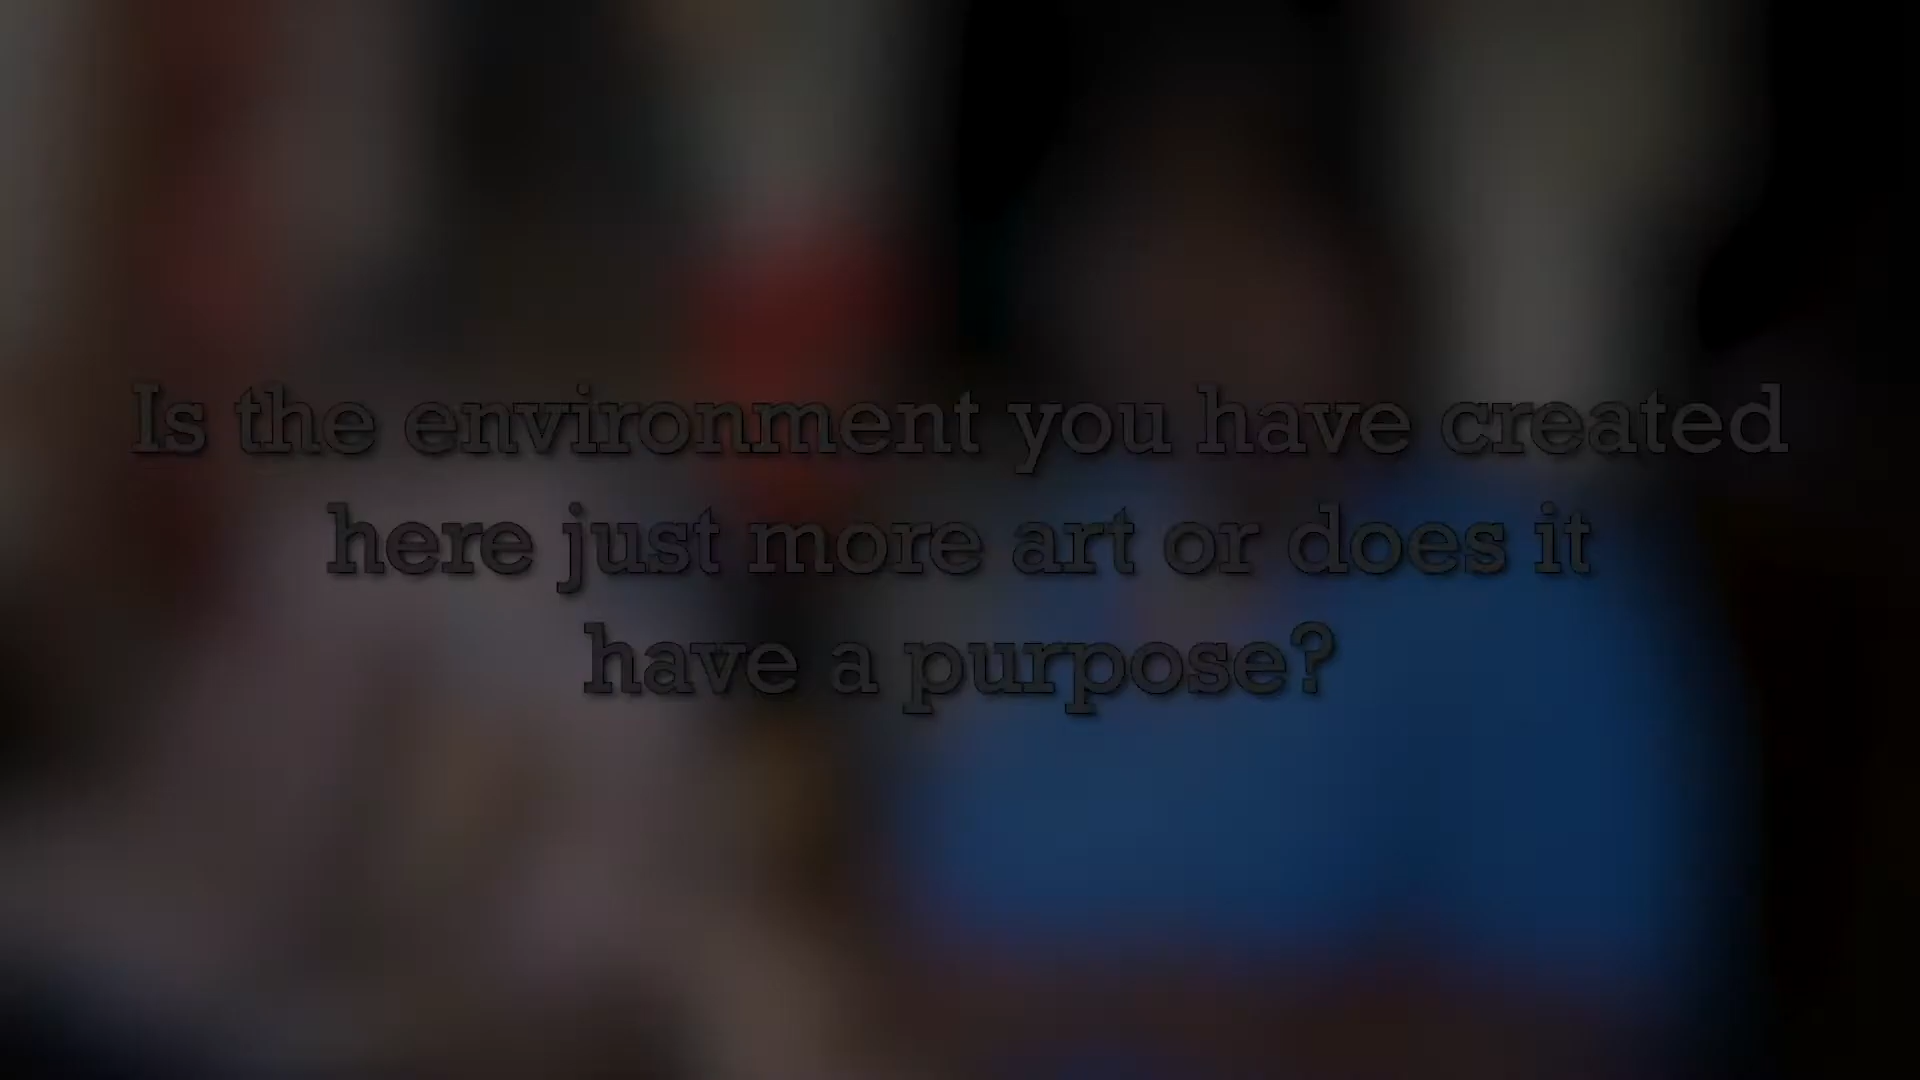 Is the environment you have created
here just more art or does it
have a purpose?